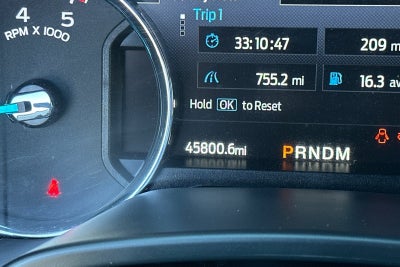 4 5
RPM X 1000
Trip 1
33:10:47 209 m
755.2 mi 16.3 av
Hold OK to Reset
45800.6mi PRNDM